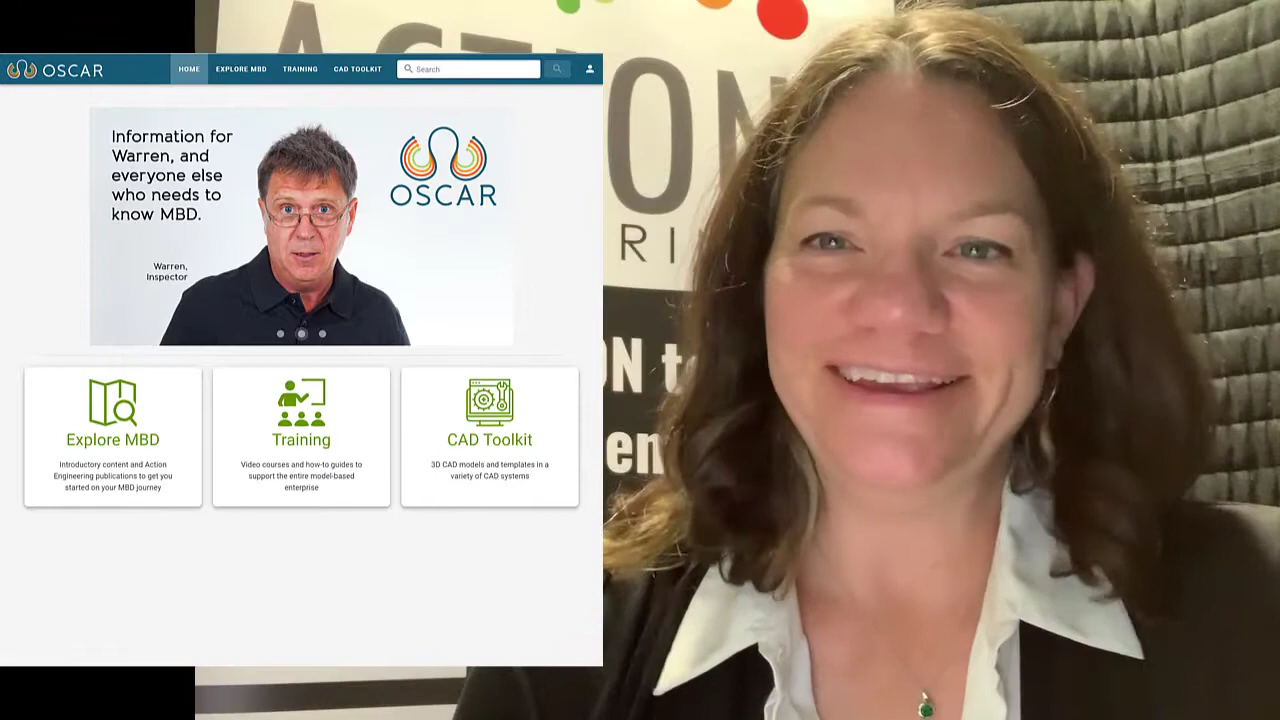 OSCAR
HOME
EXPLORE MBD
TRAINING
CAD TOOLKIT
Search
Information for
Warren, and
everyone else
who needs to
know MBD.
Warren,
Inspector
OSCAR
Explore MBD
Introductory content and Action
Engineering publications to get you
started on your MBD journey
Training
Video courses and how-to guides to
support the entire model-based
enterprise
CAD Toolkit
3D CAD models and templates in a
variety of CAD systems
ACTION